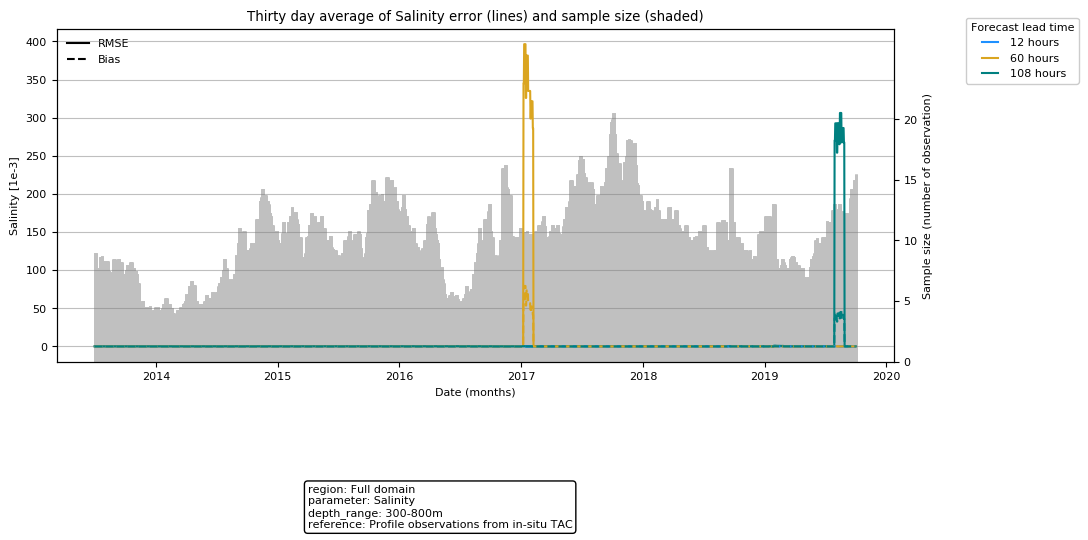 Thirty day average of Salinity error (lines) and sample size (shaded)
Forecast lead time
12 hours
60 hours
108 hours
RMSE
Bias
400
350
300
250
200
150
100
50
0
Salinity [1e-3]
20
15
10
5
0
Sample size (number of observation)
2014
2015
2016
2017
2018
2019
2020
Date (months)
region: Full domain
parameter: Salinity
depth_range: 300-800m
reference: Profile observations from in-situ TAC